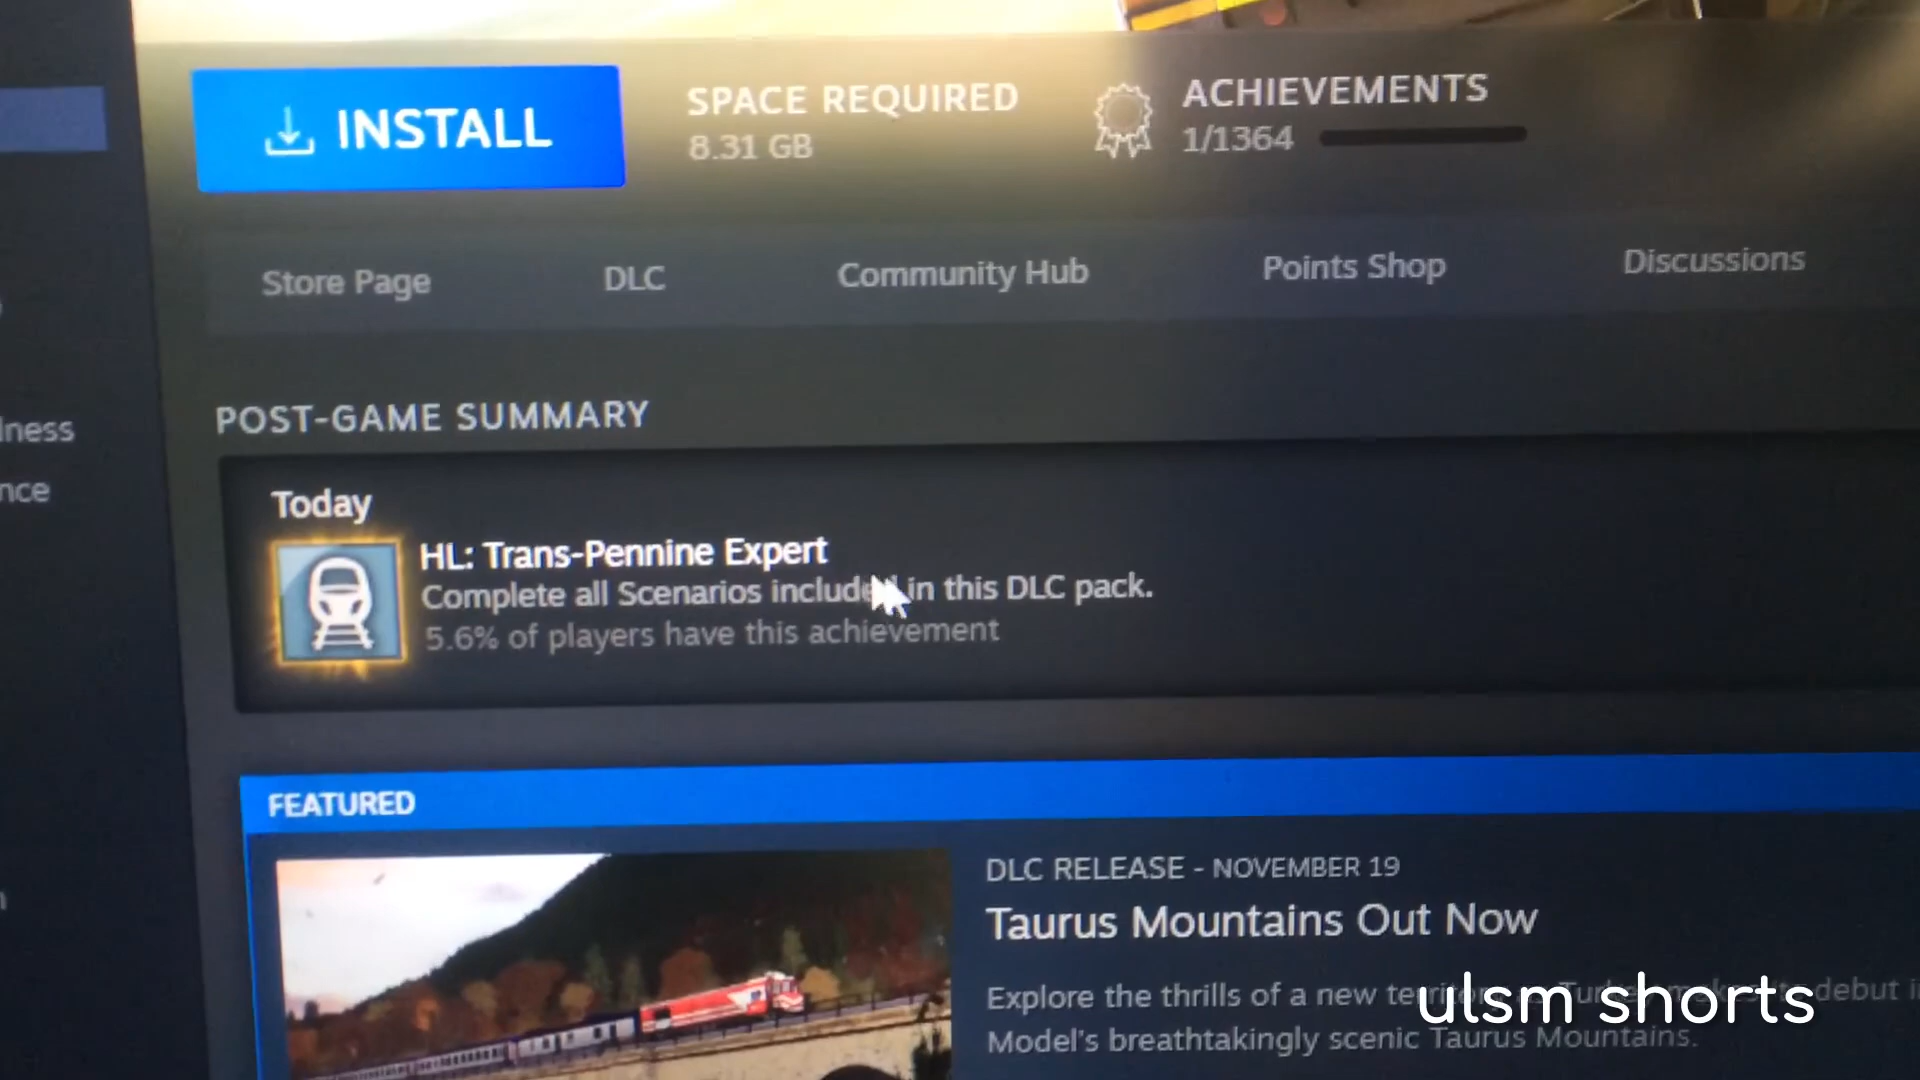 INSTALL
SPACE REQUIRED
8.31 GB
ACHIEVEMENTS
1/1364
Store Page
DLC
Community Hub
Points Shop
Discussions
POST-GAME SUMMARY
Today
HL: Trans-Pennine Expert
Complete all Scenarios included in this DLC pack.
5.6% of players have this achievement
FEATURED
DLC RELEASE - NOVEMBER 19
Taurus Mountains Out Now
Explore the thrills of a new debut
Model's breathtakingly scenic Taurus Mountains.
ulsm shorts